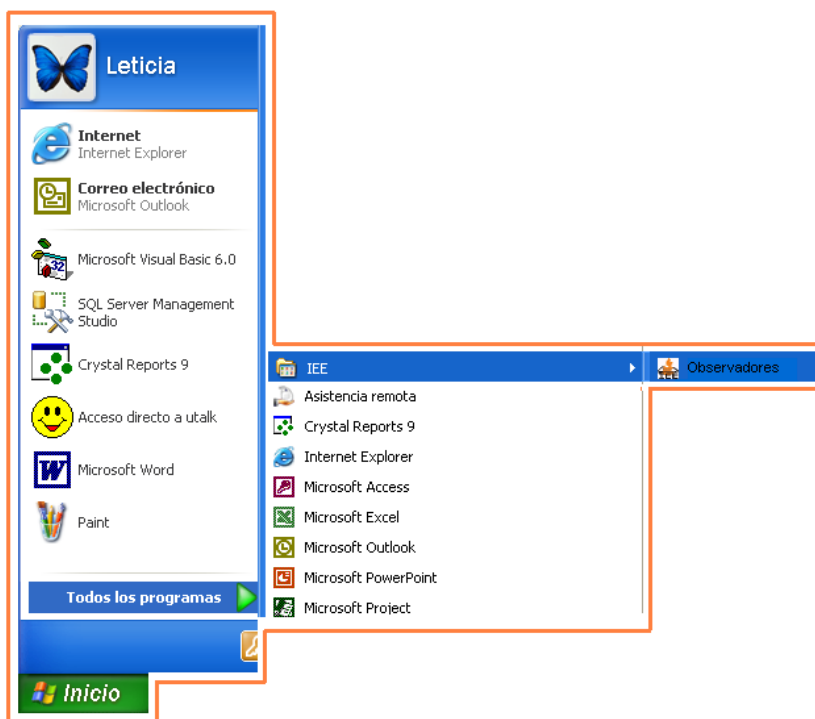 Leticia
Internet
Internet Explorer
Correo electrónico
Microsoft Outlook
Microsoft Visual Basic 6.0
SQL Server Management
Studio
Crystal Reports 9
Acceso directo a utalk
Microsoft Word
Paint
Todos los programas
Inicio
IEE
Asistencia remota
Crystal Reports 9
Internet Explorer
Microsoft Access
Microsoft Excel
Microsoft Outlook
Microsoft PowerPoint
Microsoft Project
IEE
Observadores